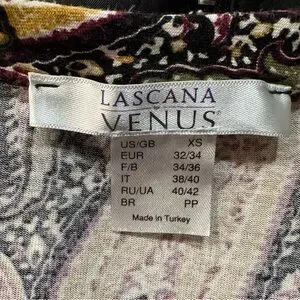 LASCANA
VENUS
US/GB XS
EUR 32/34
F/B 34/36
IT 38/40
RU/UA 40/42
BR PP
Made in Turkey